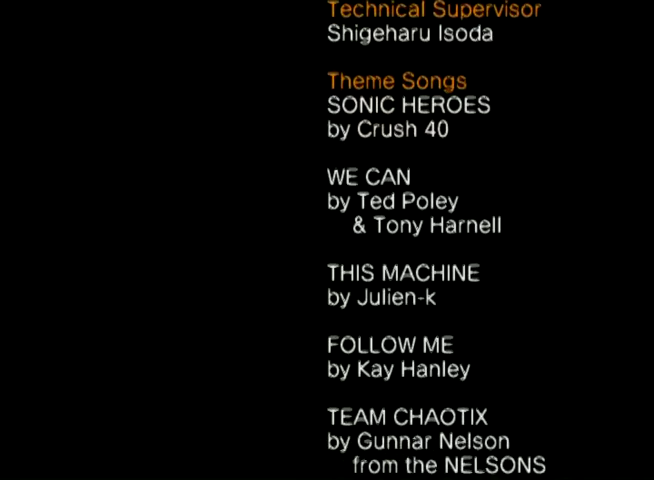 Technical Supervisor
Shigeharu Isoda
Theme Songs
SONIC HEROES
by Crush 40
WE CAN
by Ted Poley
& Tony Harnell
THIS MACHINE
by Julien-k
FOLLOW ME
by Kay Hanley
TEAM CHAOTIX
by Gunnar Nelson
from the NELSONS